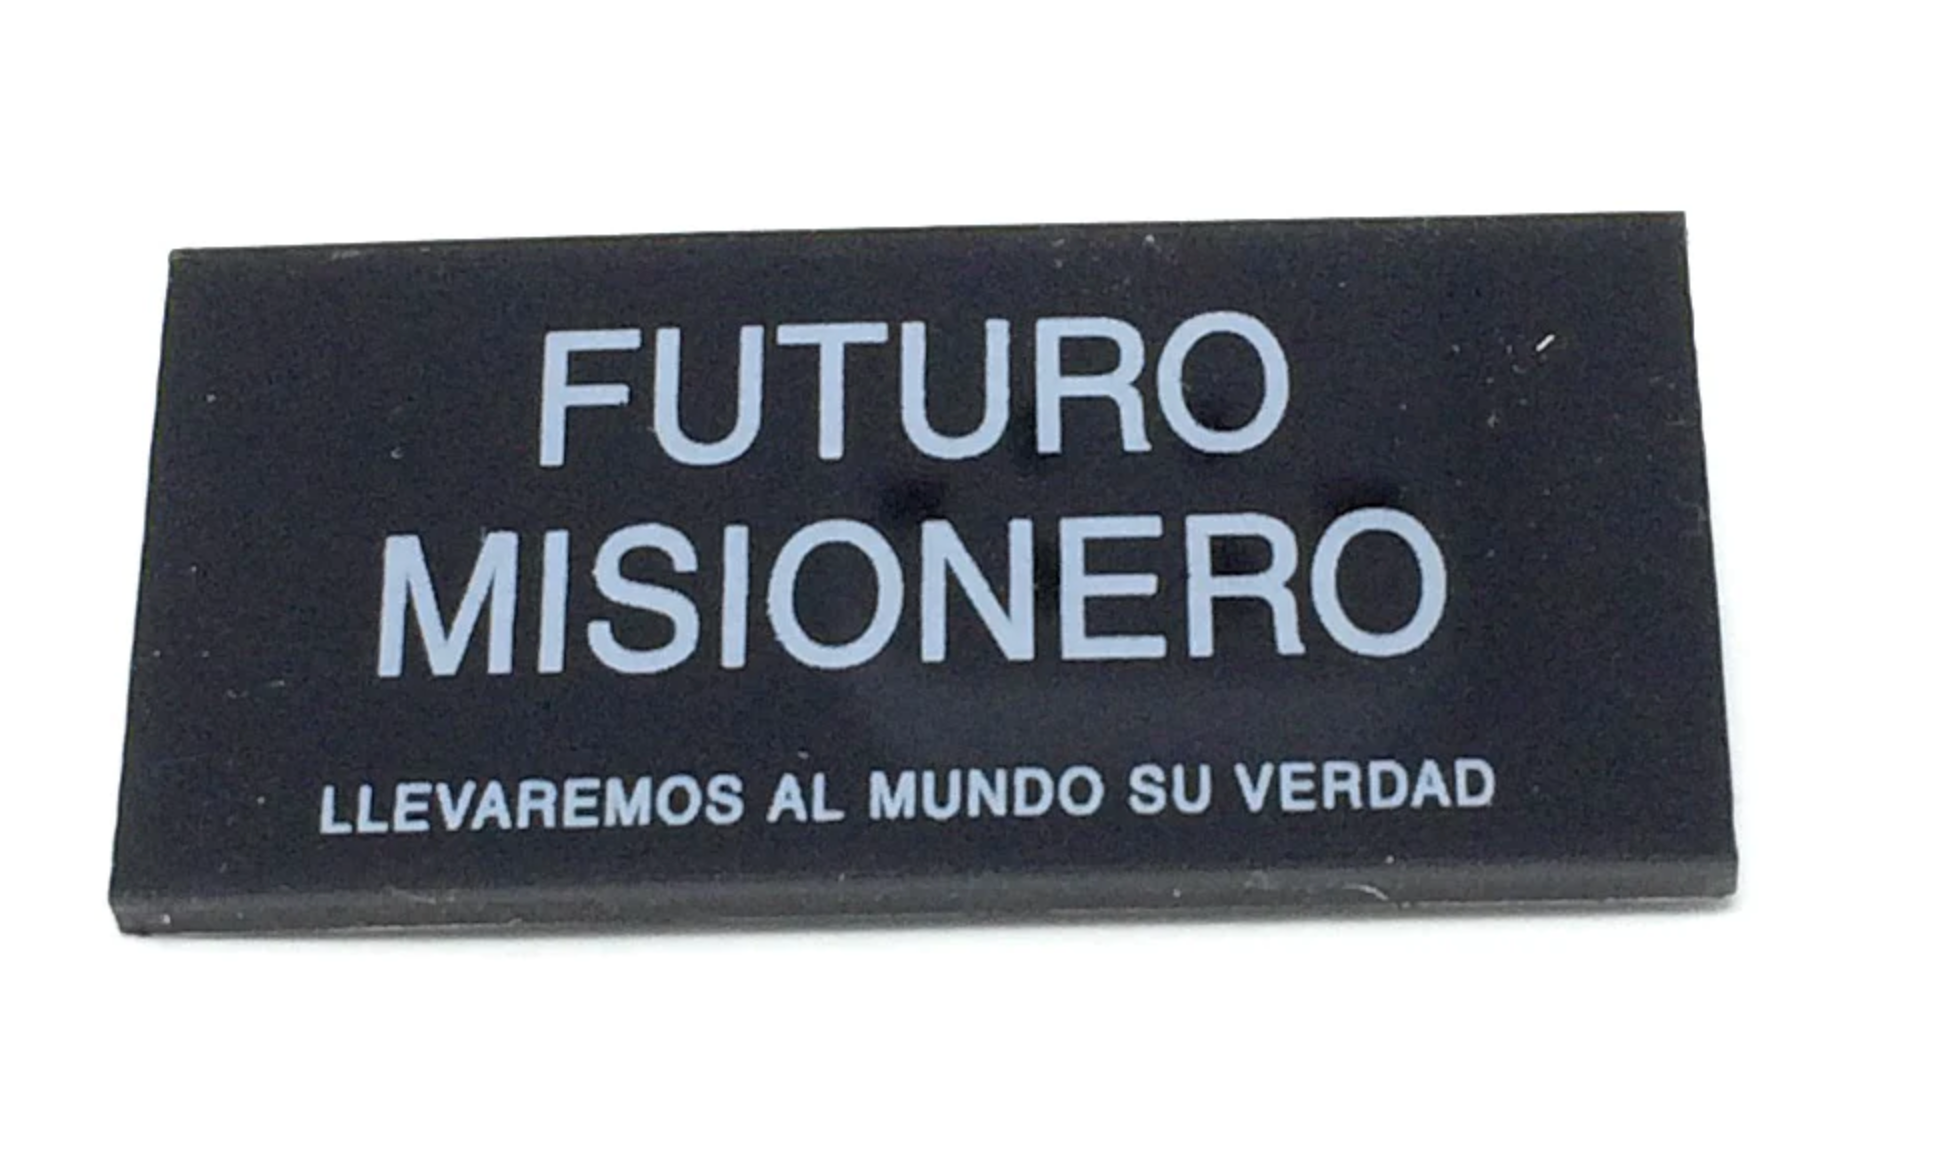 FUTURO
MISIONERO
LLEVAREMOS AL MUNDO SU VERDAD